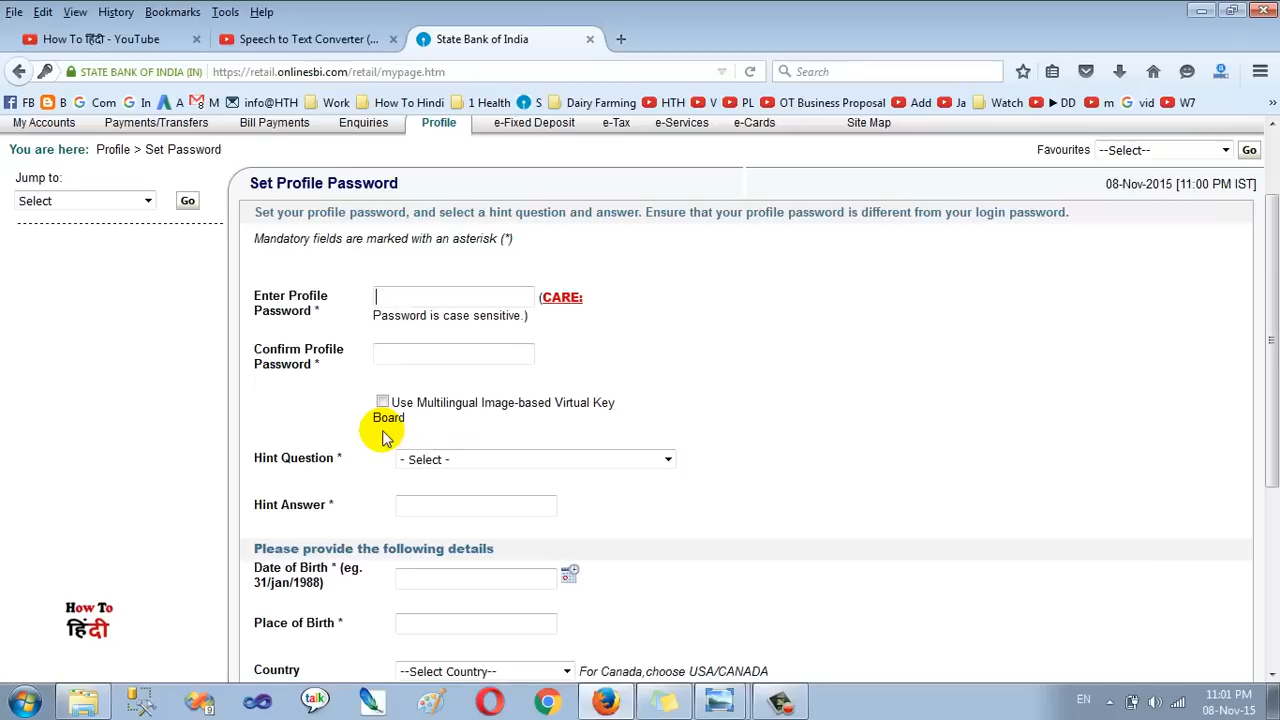 File Edit View History Bookmarks Tools Help
How To हिंदी - YouTube × Speech to Text Converter (... × State Bank of India × +
STATE BANK OF INDIA (IN) https://retail.onlinesbi.com/retail/mypage.htm Search
FB B Com In A M info@HTH Work How To Hindi 1 Health S Dairy Farming HTH V PL OT Business Proposal Add Ja Watch ▶ DD m vid W7 »
My Accounts Payments/Transfers Bill Payments Enquiries Profile e-Fixed Deposit e-Tax e-Services e-Cards Site Map
You are here: Profile > Set Password Favourites --Select-- Go
Jump to:
Select Go
Set Profile Password 08-Nov-2015 [11:00 PM IST]
Set your profile password, and select a hint question and answer. Ensure that your profile password is different from your login password.
Mandatory fields are marked with an asterisk (*)
Enter Profile Password * (CARE:
Password is case sensitive.)
Confirm Profile Password *
Use Multilingual Image-based Virtual Key
Board
Hint Question * - Select -
Hint Answer *
Please provide the following details
Date of Birth * (eg.
31/jan/1988)
Place of Birth *
Country --Select Country-- For Canada,choose USA/CANADA
How To
हिंदी
talk
EN 11:01 PM
08-Nov-15